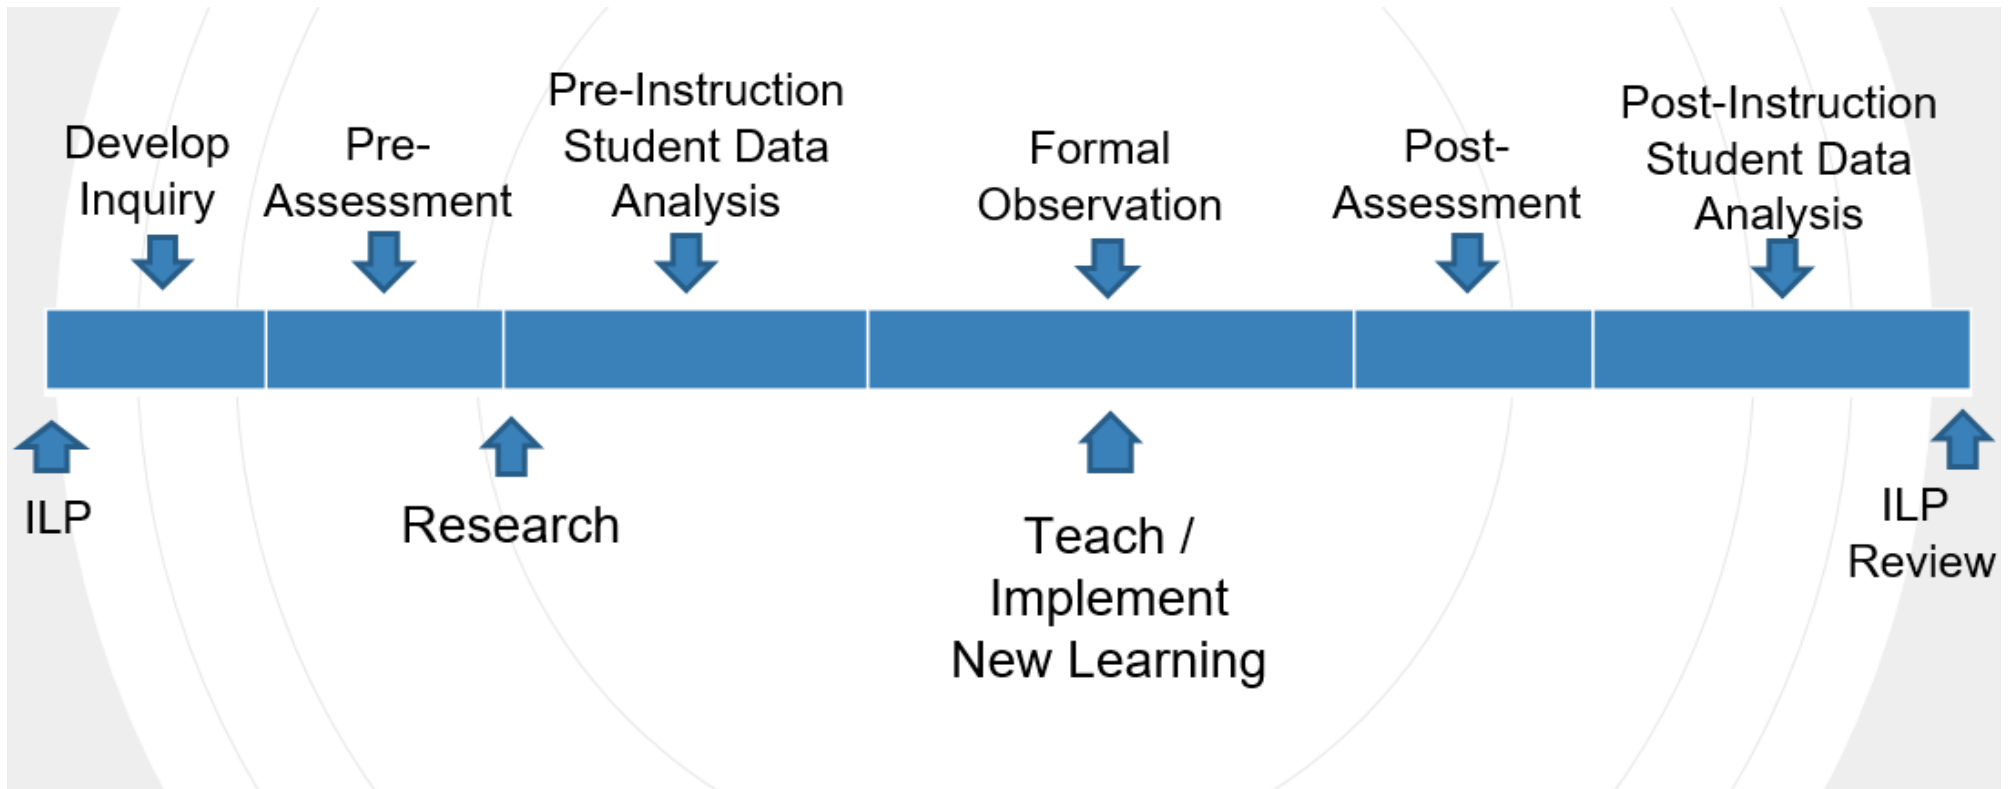 Develop
Inquiry
Pre-
Assessment
Pre-Instruction
Student Data
Analysis
Formal
Observation
Post-
Assessment
Post-Instruction
Student Data
Analysis
ILP
Research
Teach /
Implement
New Learning
ILP
Review